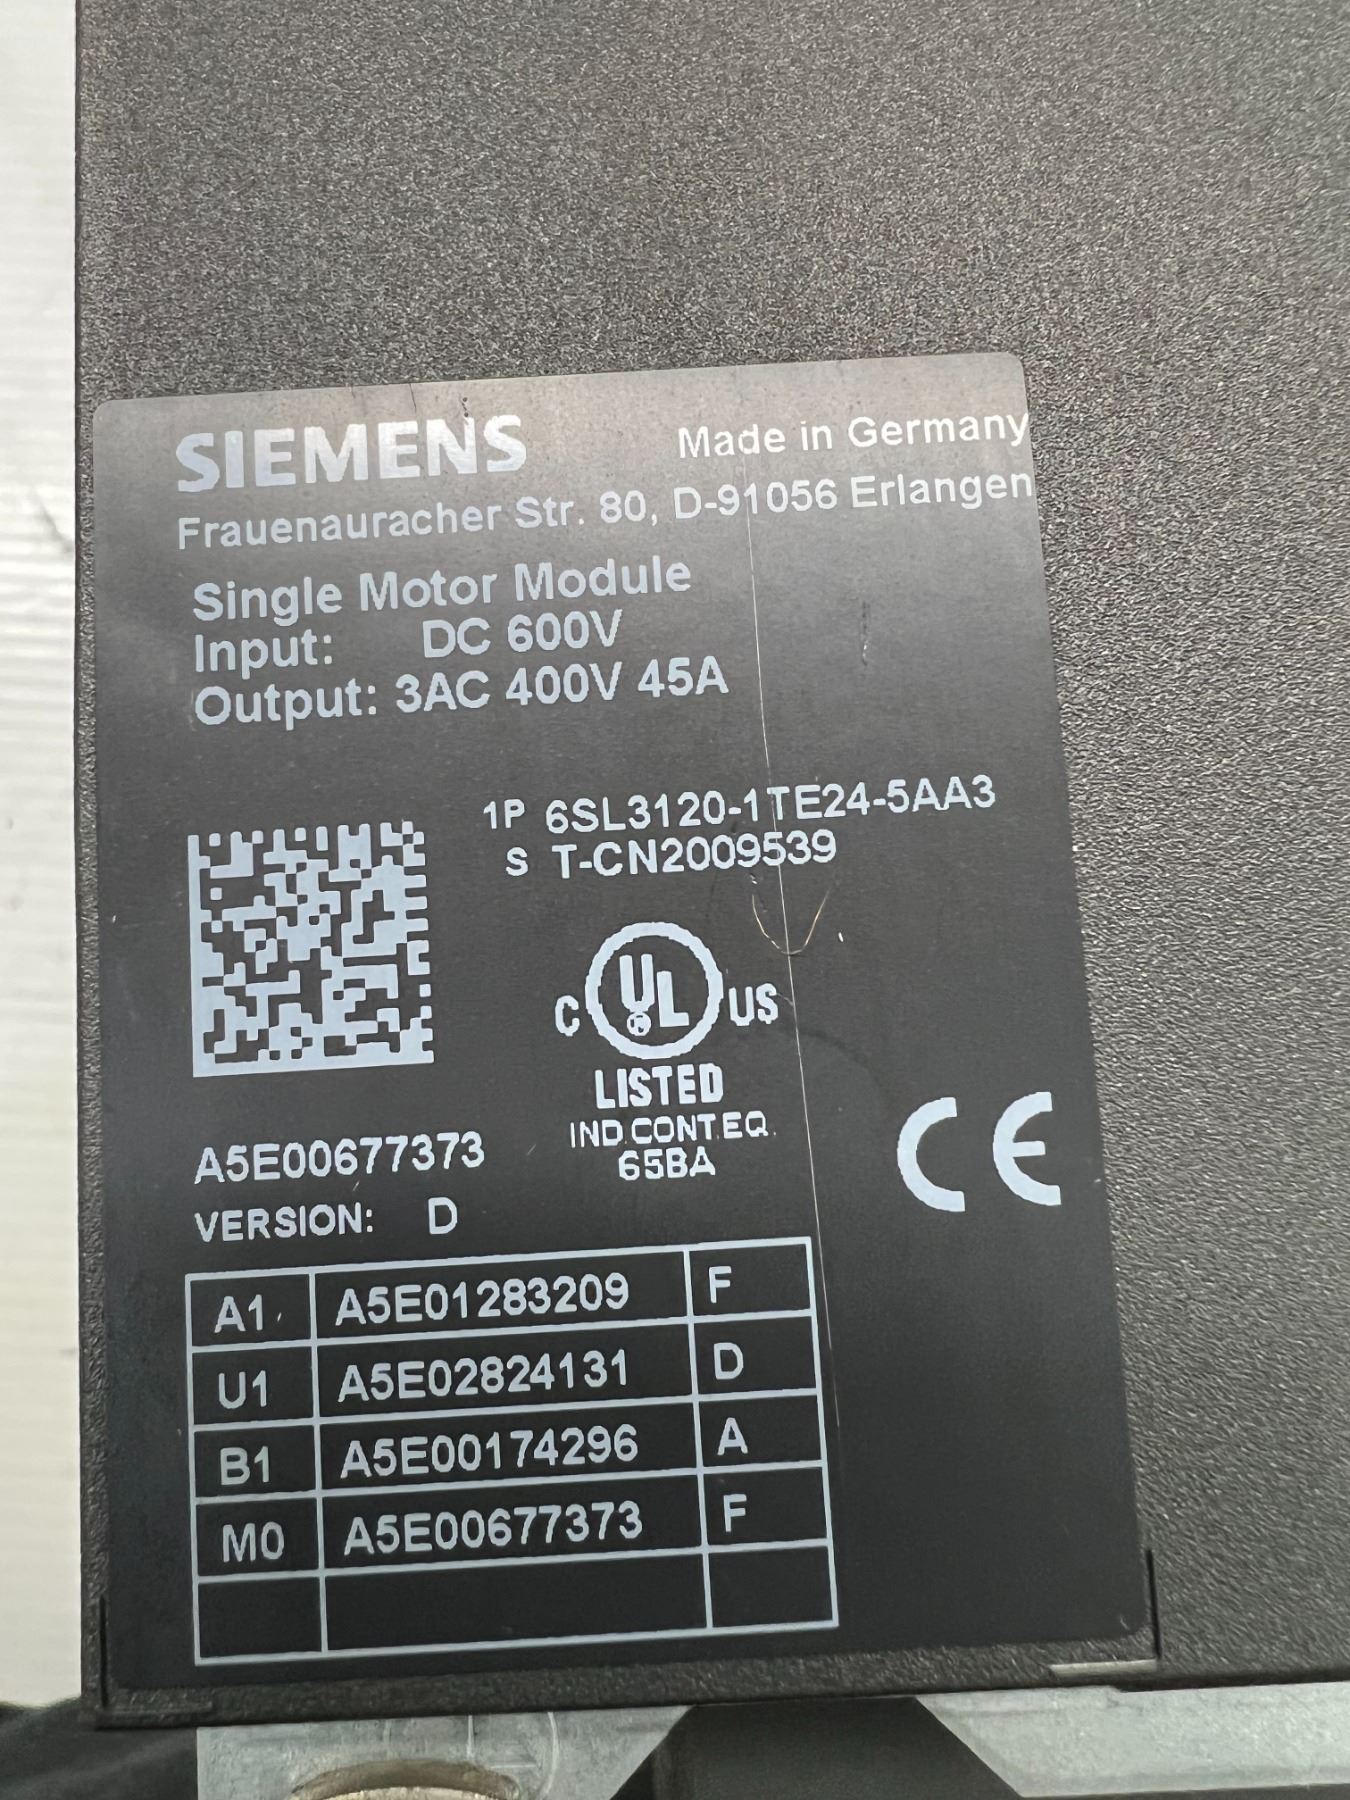 SIEMENS Made in Germany
Frauenauracher Str. 80, D-91056 Erlangen
Single Motor Module
Input: DC 600V
Output: 3AC 400V 45A
1P 6SL3120-1TE24-5AA3
S T-CN2009539
C UL US
LISTED
IND.CONT.EQ.
65BA
CE
A5E00677373
VERSION: D
A1 A5E01283209 F
U1 A5E02824131 D
B1 A5E00174296 A
M0 A5E00677373 F